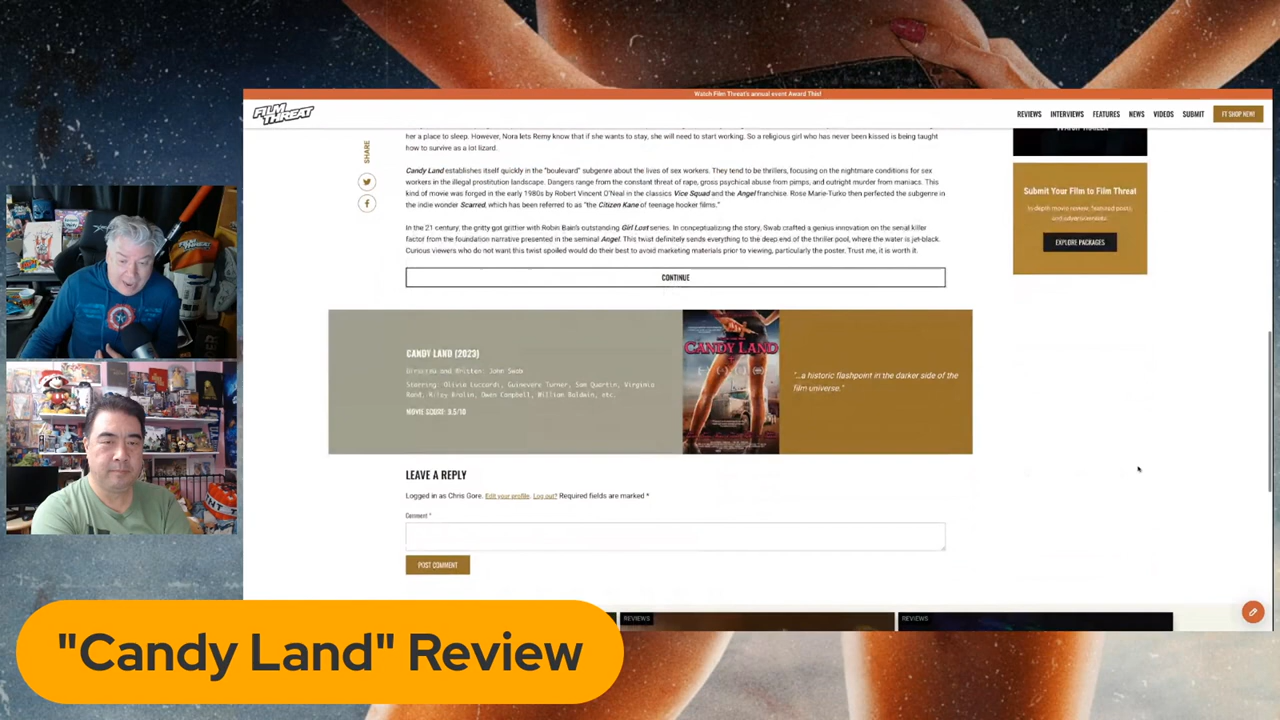 Watch Film Threat's annual event Award This!
FILM THREAT
REVIEWS INTERVIEWS FEATURES NEWS VIDEOS SUBMIT FT SHOP NEW!
SHARE
her a place to sleep. However, Nora lets Remy know that if she wants to stay, she will need to start working. So a religious girl who has never been kissed is being taught
how to survive as a lot lizard.
Candy Land establishes itself quickly in the "boulevard" subgenre about the lives of sex workers. They tend to be thrillers, focusing on the nightmare conditions for sex
workers in the illegal prostitution landscape. Dangers range from the constant threat of rape, gross psychical abuse from pimps, and outright murder from maniacs. This
kind of movie was forged in the early 1980s by Robert Vincent O'Neal in the classics Vice Squad and the Angel franchise. Rose Marie-Turko then perfected the subgenre
in the indie wonder Scarred, which has been referred to as "the Citizen Kane of teenage hooker films."
In the 21 century, the gritty got grittier with Robin Bain's outstanding Girl Lost series. In conceptualizing the story, Swab crafted a genius innovation on the serial killer
factor from the foundation narrative presented in the seminal Angel. This twist definitely sends everything to the deep end of the thriller pool, where the water is jet-black.
Curious viewers who do not want this twist spoiled would do their best to avoid marketing materials prior to viewing, particularly the poster. Trust me, it is worth it.
CONTINUE
Submit Your Film to Film Threat
In-depth movie review, featured posts
and advertisements.
EXPLORE PACKAGES
CANDY LAND (2023)
Directed and Written: John Swab
Starring: Olivia Luccardi, Guinevere Turner, Sam Quartin, Virginia
Rand, Riley Brolin, Owen Campbell, William Baldwin, etc.
MOVIE SCORE: 9.5/10
CANDY LAND
"...a historic flashpoint in the darker side of the
film universe."
LEAVE A REPLY
Logged in as Chris Gore. Edit your profile. Log out? Required fields are marked *
Comment *
POST COMMENT
REVIEWS
REVIEWS
"Candy Land" Review